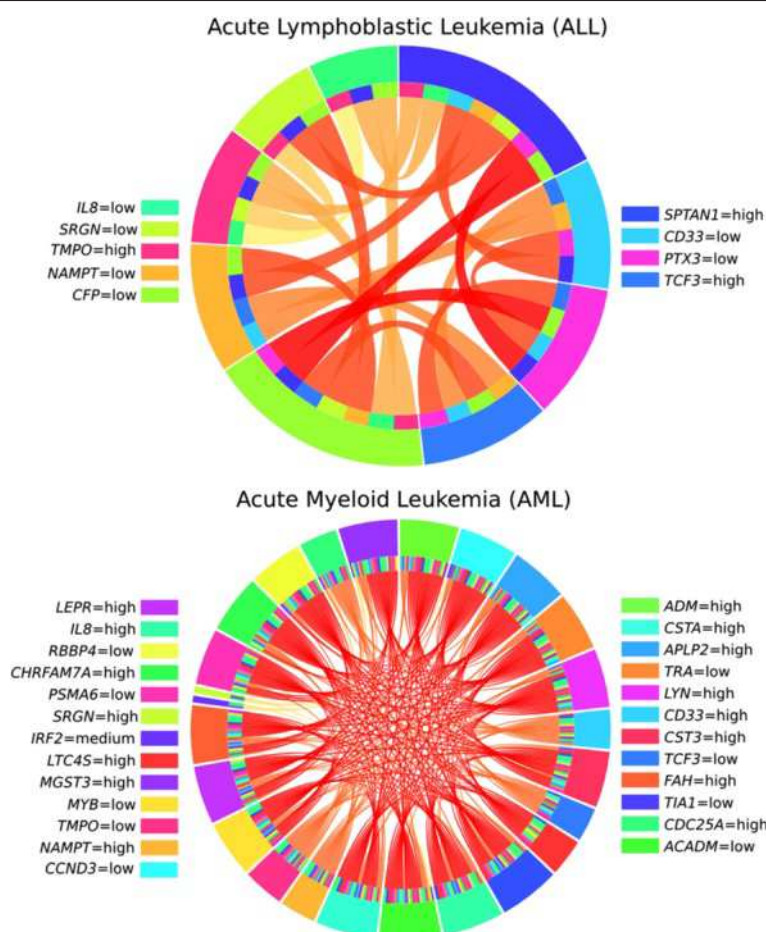 Acute Lymphoblastic Leukemia (ALL)
IL8=low
SRGN=low
TMPO=high
NAMPT=low
CFP=low
SPTAN1=high
CD33=low
PTX3=low
TCF3=high
Acute Myeloid Leukemia (AML)
LEPR=high
IL8=high
RBBP4=low
CHRFAM7A=high
PSMA6=low
SRGN=high
IRF2=medium
LTC4S=high
MGST3=high
MYB=low
TMPO=low
NAMPT=high
CCND3=low
ADM=high
CSTA=high
APLP2=high
TRA=low
LYN=high
CD33=high
CST3=high
TCF3=low
FAH=high
TIA1=low
CDC25A=high
ACADM=low